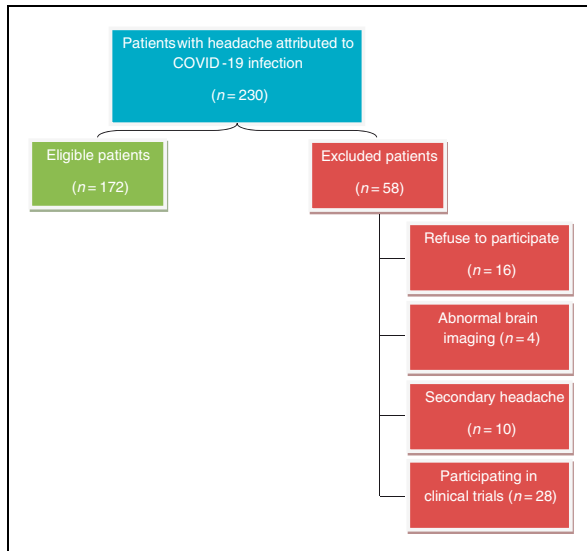 Patients with headache attributed to
COVID-19 infection
(n = 230)
Eligible patients
(n = 172)
Excluded patients
(n = 58)
Refuse to participate
(n = 16)
Abnormal brain
imaging (n = 4)
Secondary headache
(n = 10)
Participating in
clinical trials (n = 28)